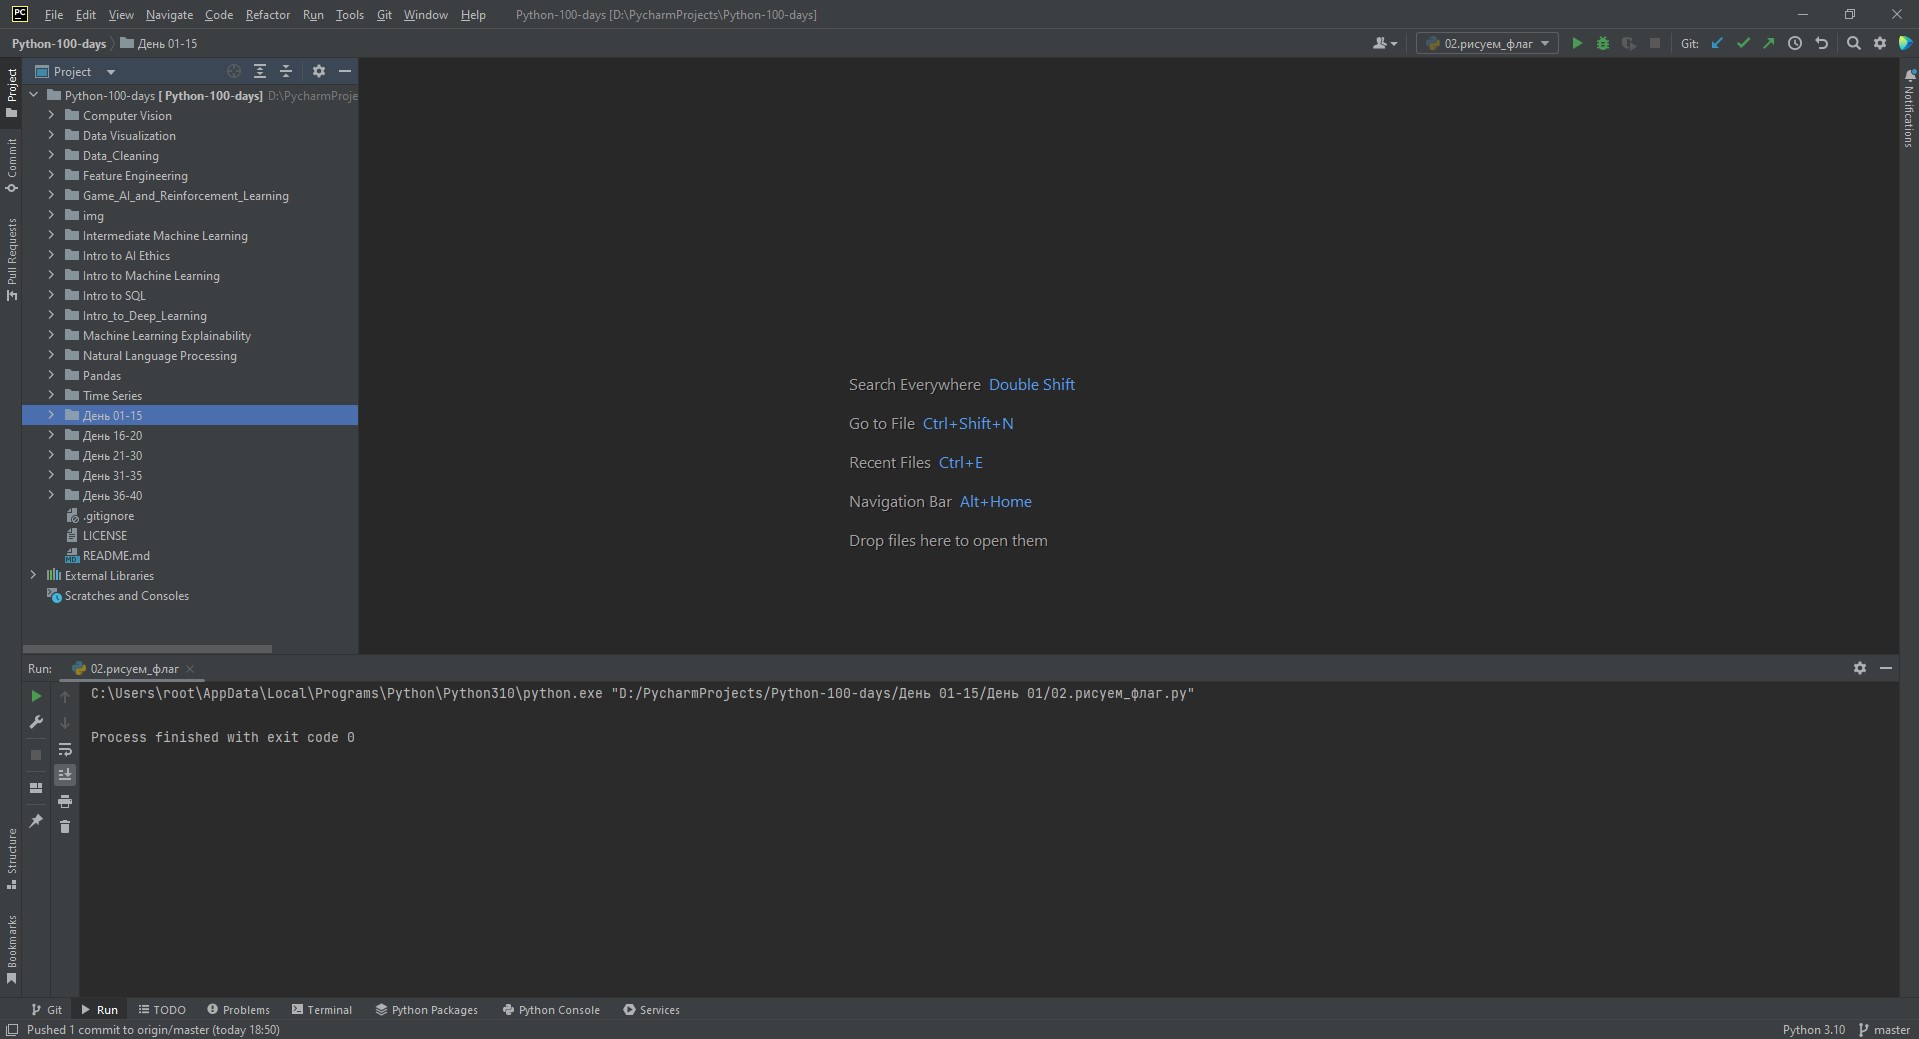 PC File Edit View Navigate Code Refactor Run Tools Git Window Help Python-100-days [D:\PycharmProjects\Python-100-days]
Python-100-days День 01-15 02.рисуем_флаг Git:
Project
Python-100-days [ Python-100-days] D:\PycharmProje
Computer Vision
Data Visualization
Data_Cleaning
Feature Engineering
Game_AI_and_Reinforcement_Learning
img
Intermediate Machine Learning
Intro to AI Ethics
Intro to Machine Learning
Intro to SQL
Intro_to_Deep_Learning
Machine Learning Explainability
Natural Language Processing
Pandas
Time Series
День 01-15
День 16-20
День 21-30
День 31-35
День 36-40
.gitignore
LICENSE
README.md
External Libraries
Scratches and Consoles
Project
Commit
Pull Requests
Structure
Bookmarks
Notifications
Search Everywhere Double Shift
Go to File Ctrl+Shift+N
Recent Files Ctrl+E
Navigation Bar Alt+Home
Drop files here to open them
Run: 02.рисуем_флаг
C:\Users\root\AppData\Local\Programs\Python\Python310\python.exe "D:/PycharmProjects/Python-100-days/День 01-15/День 01/02.рисуем_флаг.py"
Process finished with exit code 0
Git Run TODO Problems Terminal Python Packages Python Console Services
Pushed 1 commit to origin/master (today 18:50) Python 3.10 master